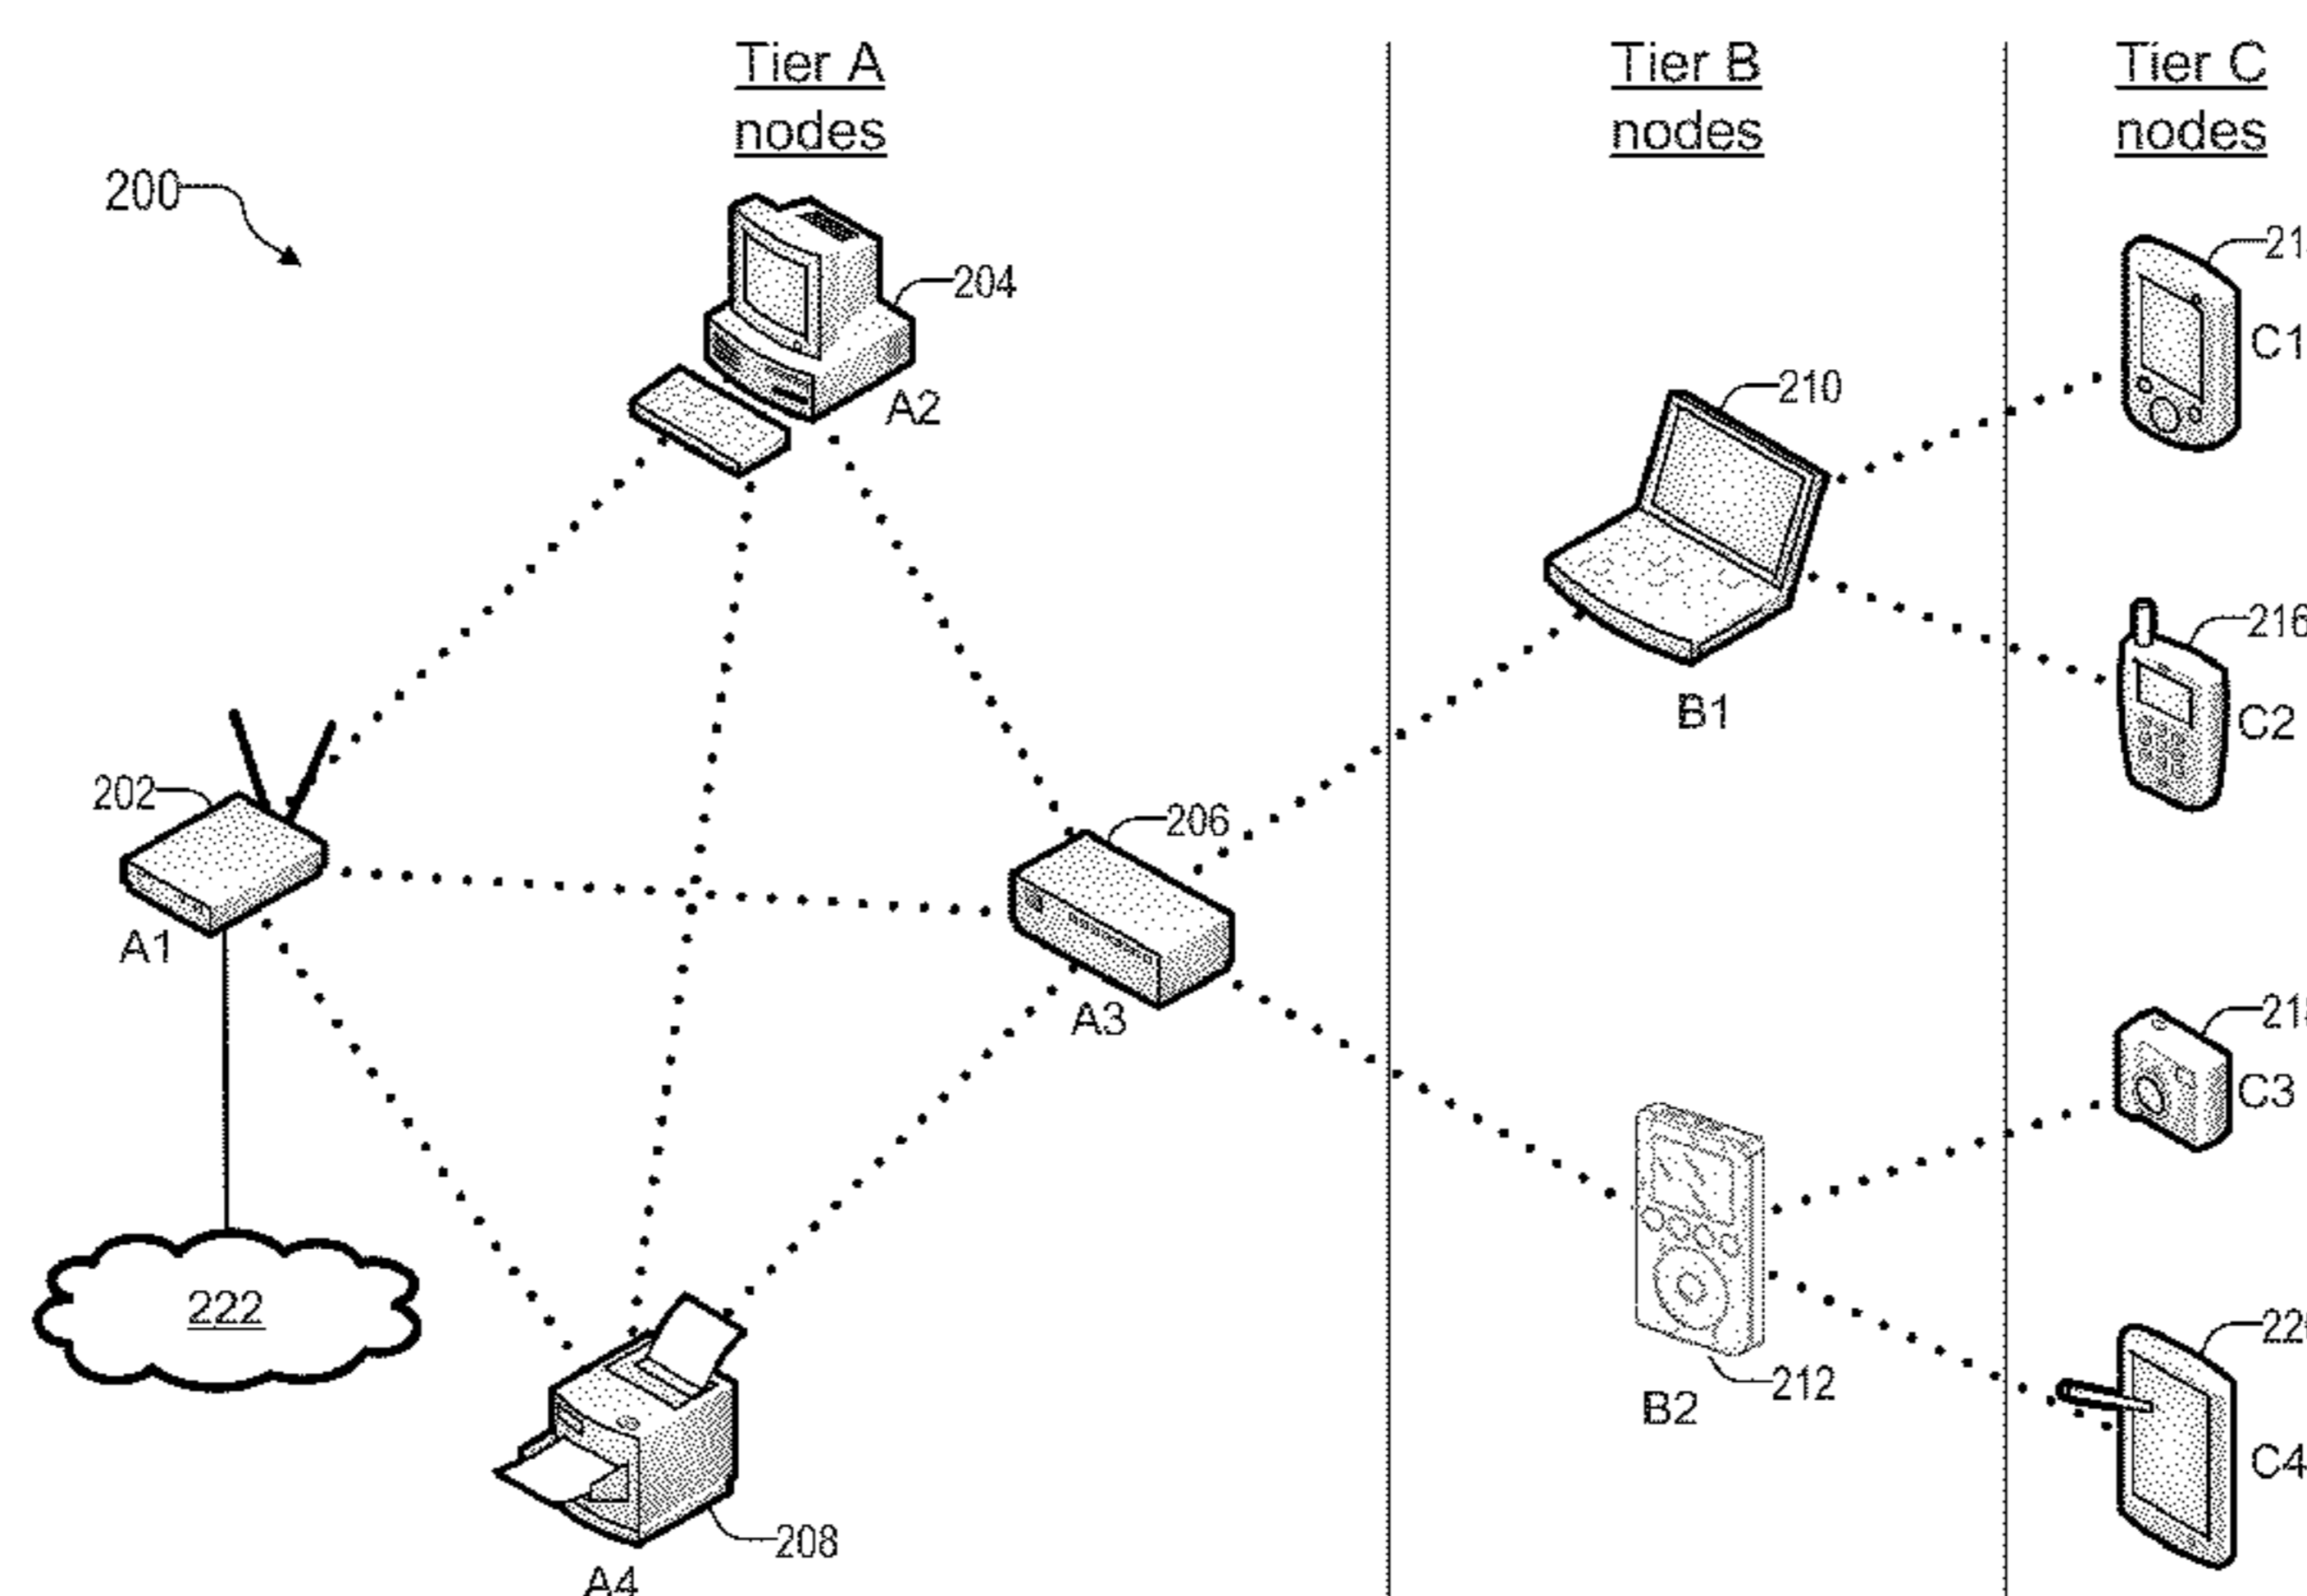 Tier A
nodes
Tier B
nodes
Tier C
nodes
200
204
A2
210
B1
C1
216
C2
202
A1
206
A3
C3
222
B2
212
C4
208
A4